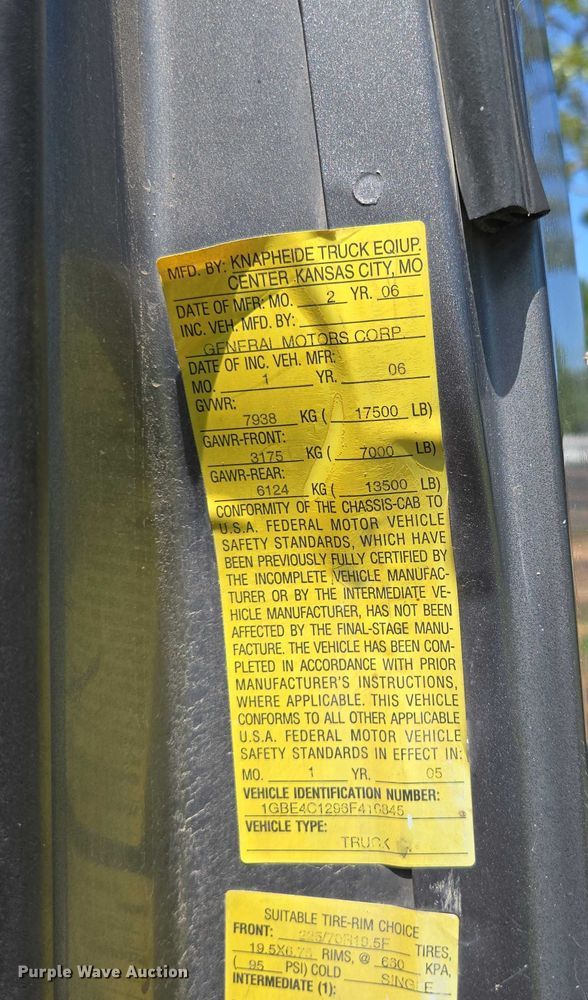 MFD. BY: KNAPHEIDE TRUCK EQIUP.
CENTER KANSAS CITY, MO
DATE OF MFR: MO. 2 YR. 06
INC. VEH. MFD. BY:
GENERAL MOTORS CORP.
DATE OF INC. VEH. MFR:
MO. 1 YR. 06
GVWR:
7938 KG ( 17500 LB)
GAWR-FRONT:
3175 KG ( 7000 LB)
GAWR-REAR:
6124 KG ( 13500 LB)
CONFORMITY OF THE CHASSIS-CAB TO
U.S.A. FEDERAL MOTOR VEHICLE
SAFETY STANDARDS, WHICH HAVE
BEEN PREVIOUSLY FULLY CERTIFIED BY
THE INCOMPLETE VEHICLE MANUFAC-
TURER OR BY THE INTERMEDIATE VE-
HICLE MANUFACTURER, HAS NOT BEEN
AFFECTED BY THE FINAL-STAGE MANU-
FACTURE. THE VEHICLE HAS BEEN COM-
PLETED IN ACCORDANCE WITH PRIOR
MANUFACTURER'S INSTRUCTIONS,
WHERE APPLICABLE. THIS VEHICLE
CONFORMS TO ALL OTHER APPLICABLE
U.S.A. FEDERAL MOTOR VEHICLE
SAFETY STANDARDS IN EFFECT IN:
MO. 1 YR. 05
VEHICLE IDENTIFICATION NUMBER:
VEHICLE TYPE:
TRUCK
SUITABLE TIRE-RIM CHOICE
FRONT: TIRES,
RIMS, @ KPA,
( 95 PSI) COLD SINGLE
INTERMEDIATE (1):
Purple Wave Auction